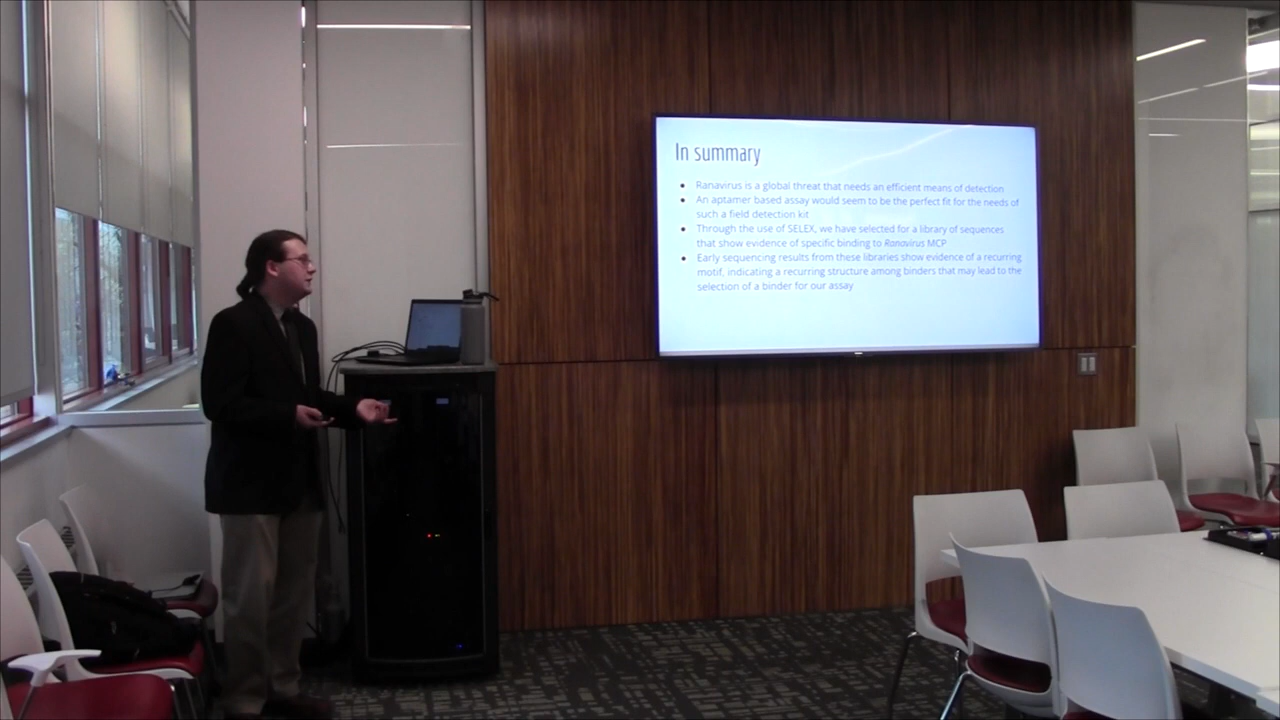 In summary
Ranavirus is a global threat that needs an efficient means of detection
An aptamer based assay would seem to be the perfect fit for the needs of
such a field detection kit
Through the use of SELEX, we have selected for a library of sequences
that show evidence of specific binding to Ranavirus MCP
Early sequencing results from these libraries show evidence of a recurring
motif, indicating a recurring structure among binders that may lead to the
selection of a binder for our assay